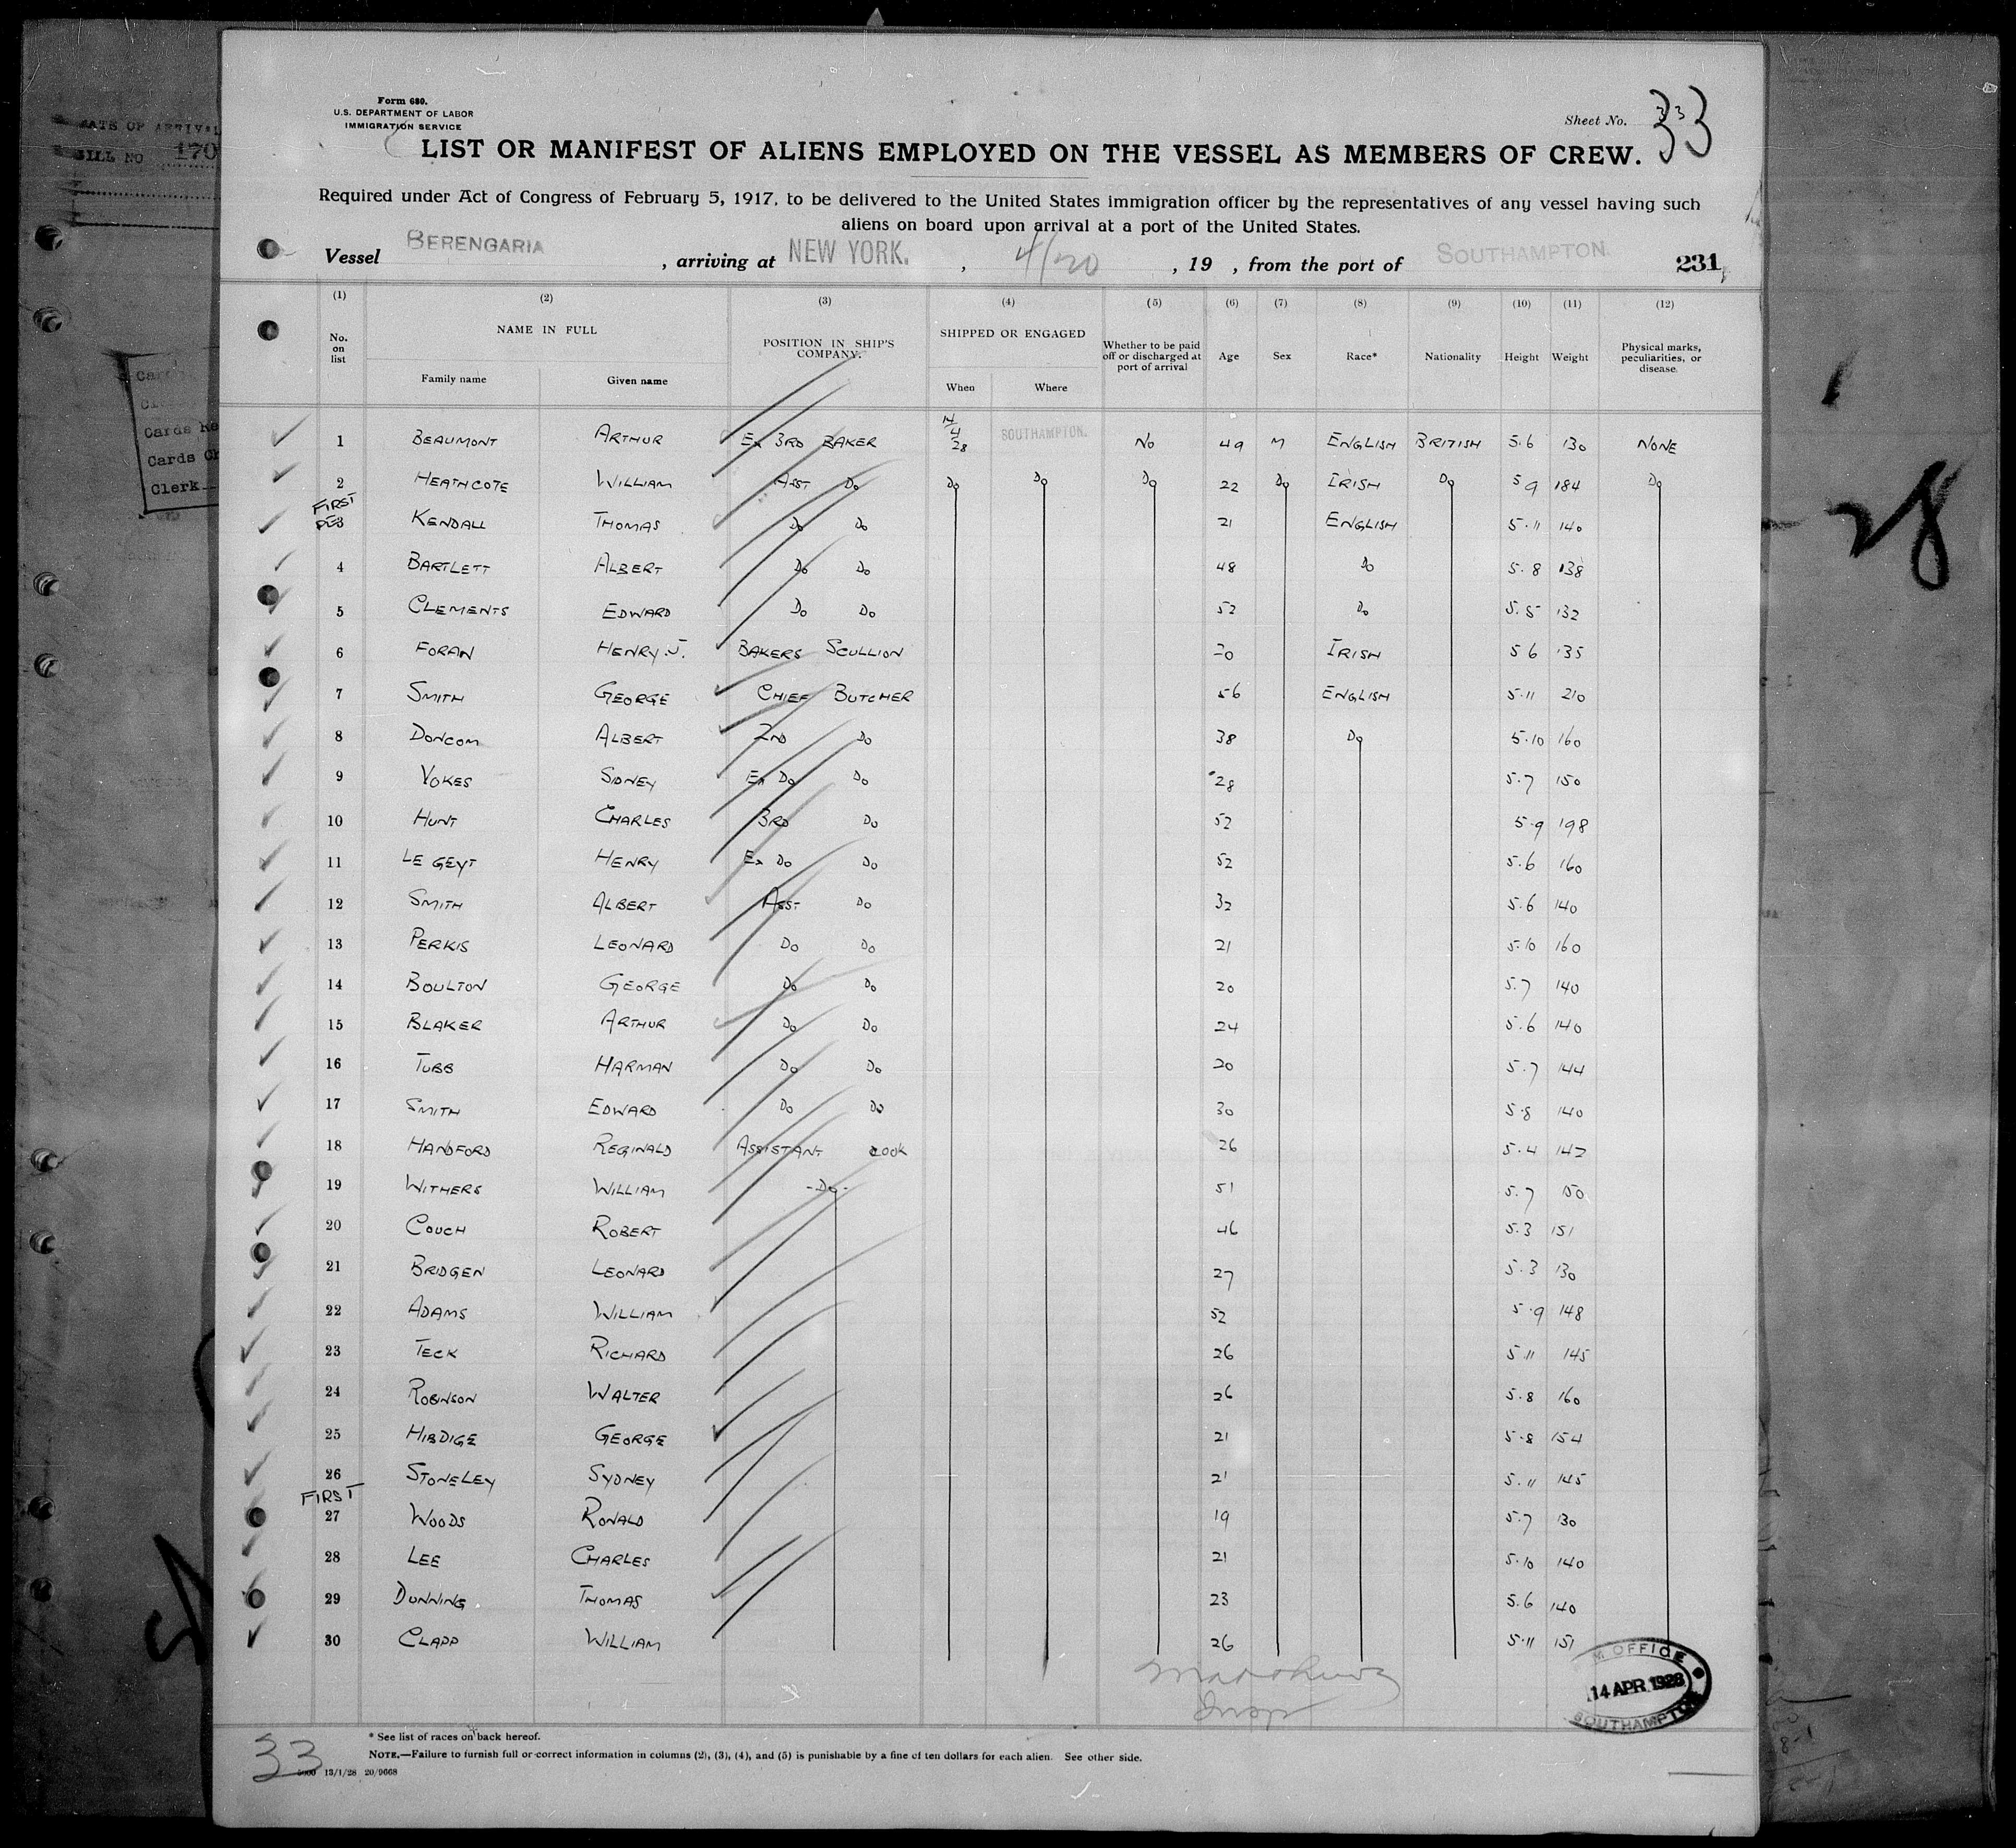 DATE OF ARRIVAL
BILL NO 170
Cards
Clerk
Form 680.
U.S. DEPARTMENT OF LABOR
IMMIGRATION SERVICE
Sheet No. 33
LIST OR MANIFEST OF ALIENS EMPLOYED ON THE VESSEL AS MEMBERS OF CREW.
Required under Act of Congress of February 5, 1917, to be delivered to the United States immigration officer by the representatives of any vessel having such
aliens on board upon arrival at a port of the United States.
Vessel BERENGARIA , arriving at NEW YORK. , 4/20 , 19 , from the port of SOUTHAMPTON. 231
(1) (2) (3) (4) (5) (6) (7) (8) (9) (10) (11) (12)
No. on list NAME IN FULL Family name Given name POSITION IN SHIP'S COMPANY. SHIPPED OR ENGAGED When Where Whether to be paid off or discharged at port of arrival Age Sex Race* Nationality Height Weight Physical marks, peculiarities, or disease.
1 BEAUMONT ARTHUR Ex 3RD BAKER 14/4/28 SOUTHAMPTON. No 49 M ENGLISH BRITISH 5.6 130 NONE
2 HEATHCOTE WILLIAM ASST Do Do Do Do 22 Do IRISH Do 5 9 184 Do
FIRST
3 KENDALL THOMAS Do Do 21 ENGLISH 5.11 140
4 BARTLETT ALBERT Do Do 48 Do 5.8 138
5 CLEMENTS EDWARD Do Do 52 Do 5.5 132
6 FORAN HENRY.J. BAKERS SCULLION IRISH 5 6 135
7 SMITH GEORGE CHIEF BUTCHER 56 ENGLISH 5.11 210
8 DONCOM ALBERT 2ND Do 38 Do 5.10 160
9 VOKES SIDNEY Ex Do Do 28 5.7 150
10 HUNT CHARLES 3RD Do 52 5.9 198
11 LE GEYT HENRY Ex Do Do 52 5.6 160
12 SMITH ALBERT ASST Do 32 5.6 140
13 PERKIS LEONARD Do Do 21 5.10 160
14 BOULTON GEORGE Do Do 20 5.7 140
15 BLAKER ARTHUR Do Do 24 5.6 140
16 TUBB HARMAN Do Do 20 5.7 144
17 SMITH EDWARD Do Do 30 5.8 140
18 HANDFORD REGINALD ASSISTANT COOK 26 5.4 147
19 WITHERS WILLIAM -Do- 51 5.7 150
20 COUCH ROBERT 46 5.3 151
21 BRIDGEN LEONARD 27 5.3 130
22 ADAMS WILLIAM 52 5.9 148
23 TECK RICHARD 26 5.11 145
24 ROBINSON WALTER 26 5.8 160
25 HIBDIGE GEORGE 21 5.8 154
26 STONELEY SYDNEY 21 5.11 145
FIRST
27 WOODS RONALD 19 5.7 130
28 LEE CHARLES 21 5.10 140
29 DUNNING THOMAS 23 5.6 140
30 CLAPP WILLIAM 26 5.11 151
OFFICE
14 APR 1928
SOUTHAMPTON
* See list of races on back hereof.
NOTE.—Failure to furnish full or correct information in columns (2), (3), (4), and (5) is punishable by a fine of ten dollars for each alien. See other side.
33
13/1/28 20/9668
28